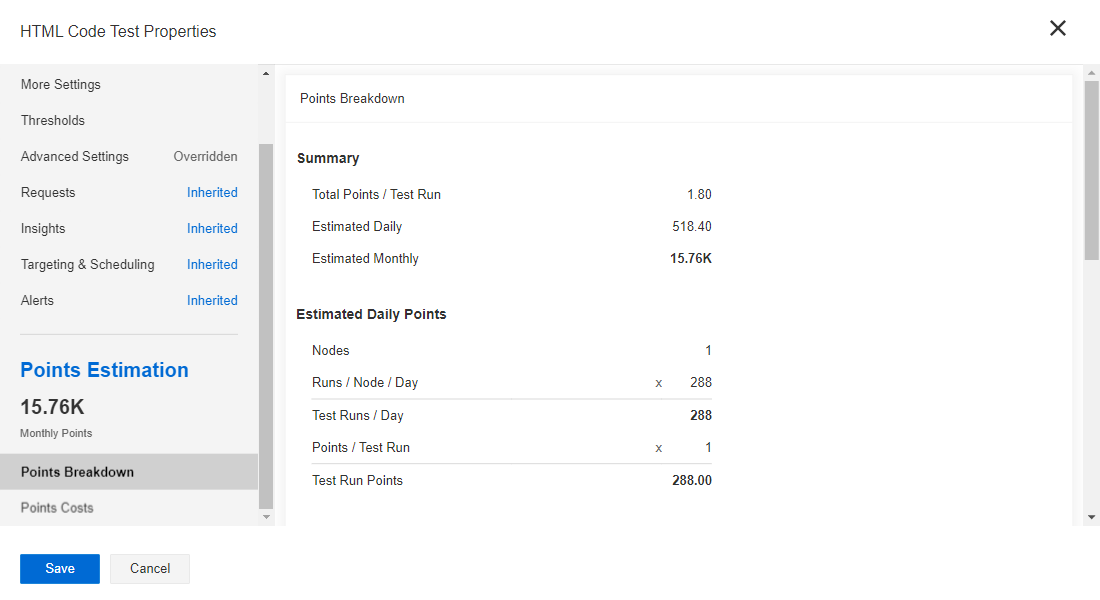 HTML Code Test Properties
More Settings
Thresholds
Advanced Settings Overridden
Requests Inherited
Insights Inherited
Targeting & Scheduling Inherited
Alerts Inherited
Points Estimation
15.76K
Monthly Points
Points Breakdown
Points Costs
Points Breakdown
Summary
Total Points / Test Run 1.80
Estimated Daily 518.40
Estimated Monthly 15.76K
Estimated Daily Points
Nodes 1
Runs / Node / Day x 288
Test Runs / Day 288
Points / Test Run x 1
Test Run Points 288.00
Save Cancel